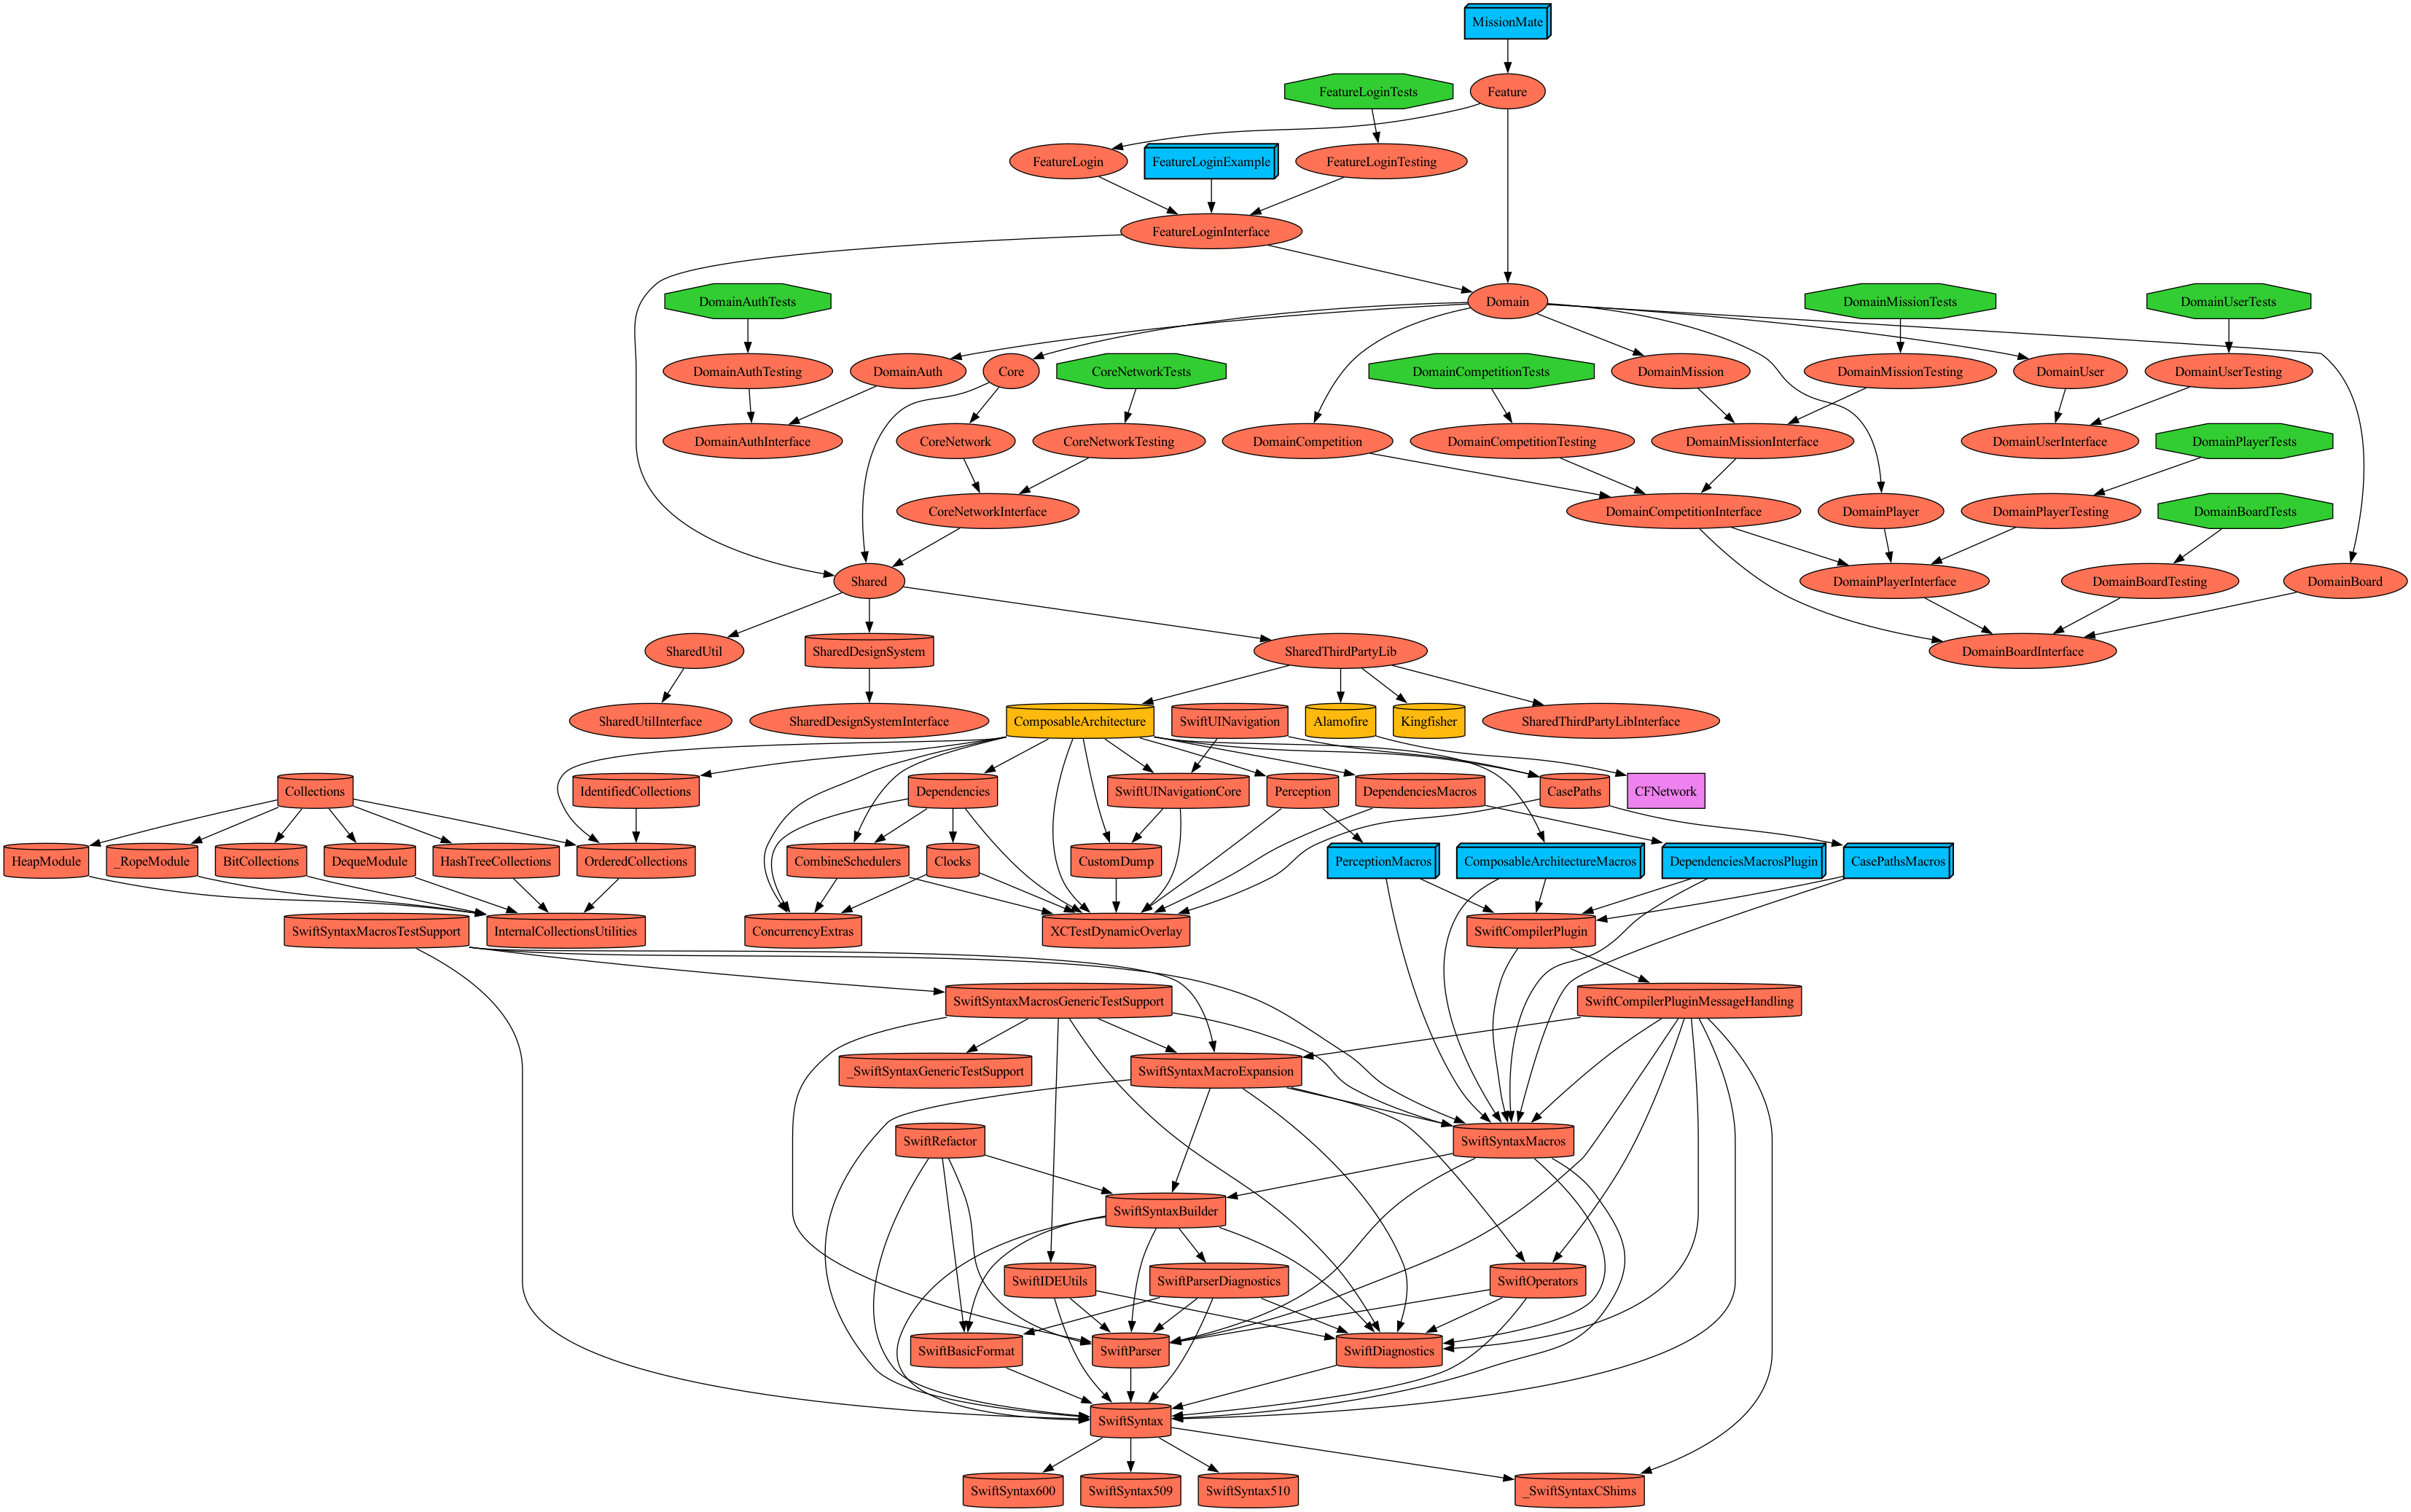 MissionMate
FeatureLoginTests
Feature
FeatureLogin
FeatureLoginExample
FeatureLoginTesting
FeatureLoginInterface
DomainAuthTests
Domain
DomainMissionTests
DomainUserTests
DomainAuthTesting
DomainAuth
Core
CoreNetworkTests
DomainCompetitionTests
DomainMission
DomainMissionTesting
DomainUser
DomainUserTesting
DomainAuthInterface
CoreNetwork
CoreNetworkTesting
DomainCompetition
DomainCompetitionTesting
DomainMissionInterface
DomainUserInterface
DomainPlayerTests
CoreNetworkInterface
DomainCompetitionInterface
DomainPlayer
DomainPlayerTesting
DomainBoardTests
Shared
DomainPlayerInterface
DomainBoardTesting
DomainBoard
SharedUtil
SharedDesignSystem
SharedThirdPartyLib
DomainBoardInterface
SharedUtilInterface
SharedDesignSystemInterface
ComposableArchitecture
SwiftUINavigation
Alamofire
Kingfisher
SharedThirdPartyLibInterface
Collections
IdentifiedCollections
Dependencies
SwiftUINavigationCore
Perception
DependenciesMacros
CasePaths
CFNetwork
HeapModule
_RopeModule
BitCollections
DequeModule
HashTreeCollections
OrderedCollections
CombineSchedulers
Clocks
CustomDump
PerceptionMacros
ComposableArchitectureMacros
DependenciesMacrosPlugin
CasePathsMacros
SwiftSyntaxMacrosTestSupport
InternalCollectionsUtilities
ConcurrencyExtras
XCTestDynamicOverlay
SwiftCompilerPlugin
SwiftSyntaxMacrosGenericTestSupport
SwiftCompilerPluginMessageHandling
_SwiftSyntaxGenericTestSupport
SwiftSyntaxMacroExpansion
SwiftRefactor
SwiftSyntaxMacros
SwiftSyntaxBuilder
SwiftIDEUtils
SwiftParserDiagnostics
SwiftOperators
SwiftBasicFormat
SwiftParser
SwiftDiagnostics
SwiftSyntax
SwiftSyntax600
SwiftSyntax509
SwiftSyntax510
_SwiftSyntaxCShims